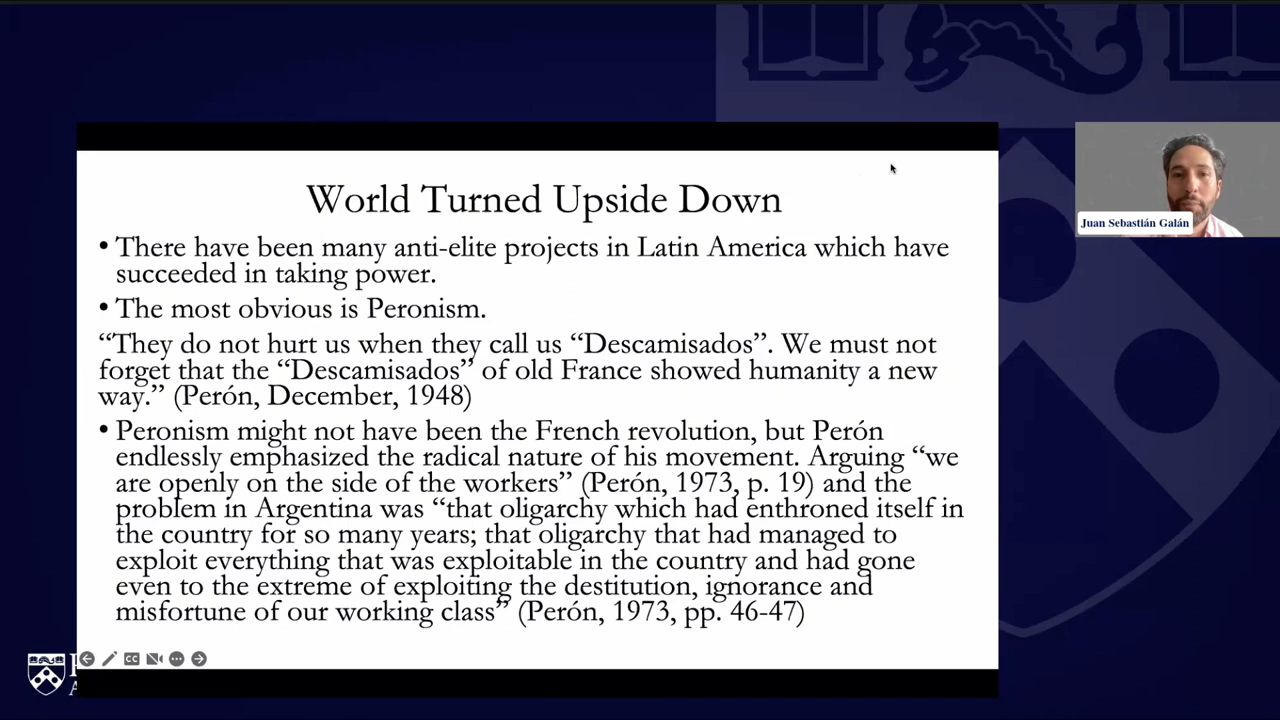 World Turned Upside Down
• There have been many anti-elite projects in Latin America which have
succeeded in taking power.
• The most obvious is Peronism.
“They do not hurt us when they call us “Descamisados”. We must not
forget that the “Descamisados” of old France showed humanity a new
way.” (Perón, December, 1948)
• Peronism might not have been the French revolution, but Perón
endlessly emphasized the radical nature of his movement. Arguing “we
are openly on the side of the workers” (Perón, 1973, p. 19) and the
problem in Argentina was “that oligarchy which had enthroned itself in
the country for so many years; that oligarchy that had managed to
exploit everything that was exploitable in the country and had gone
even to the extreme of exploiting the destitution, ignorance and
misfortune of our working class” (Perón, 1973, pp. 46-47)
Juan Sebastián Galán
CC